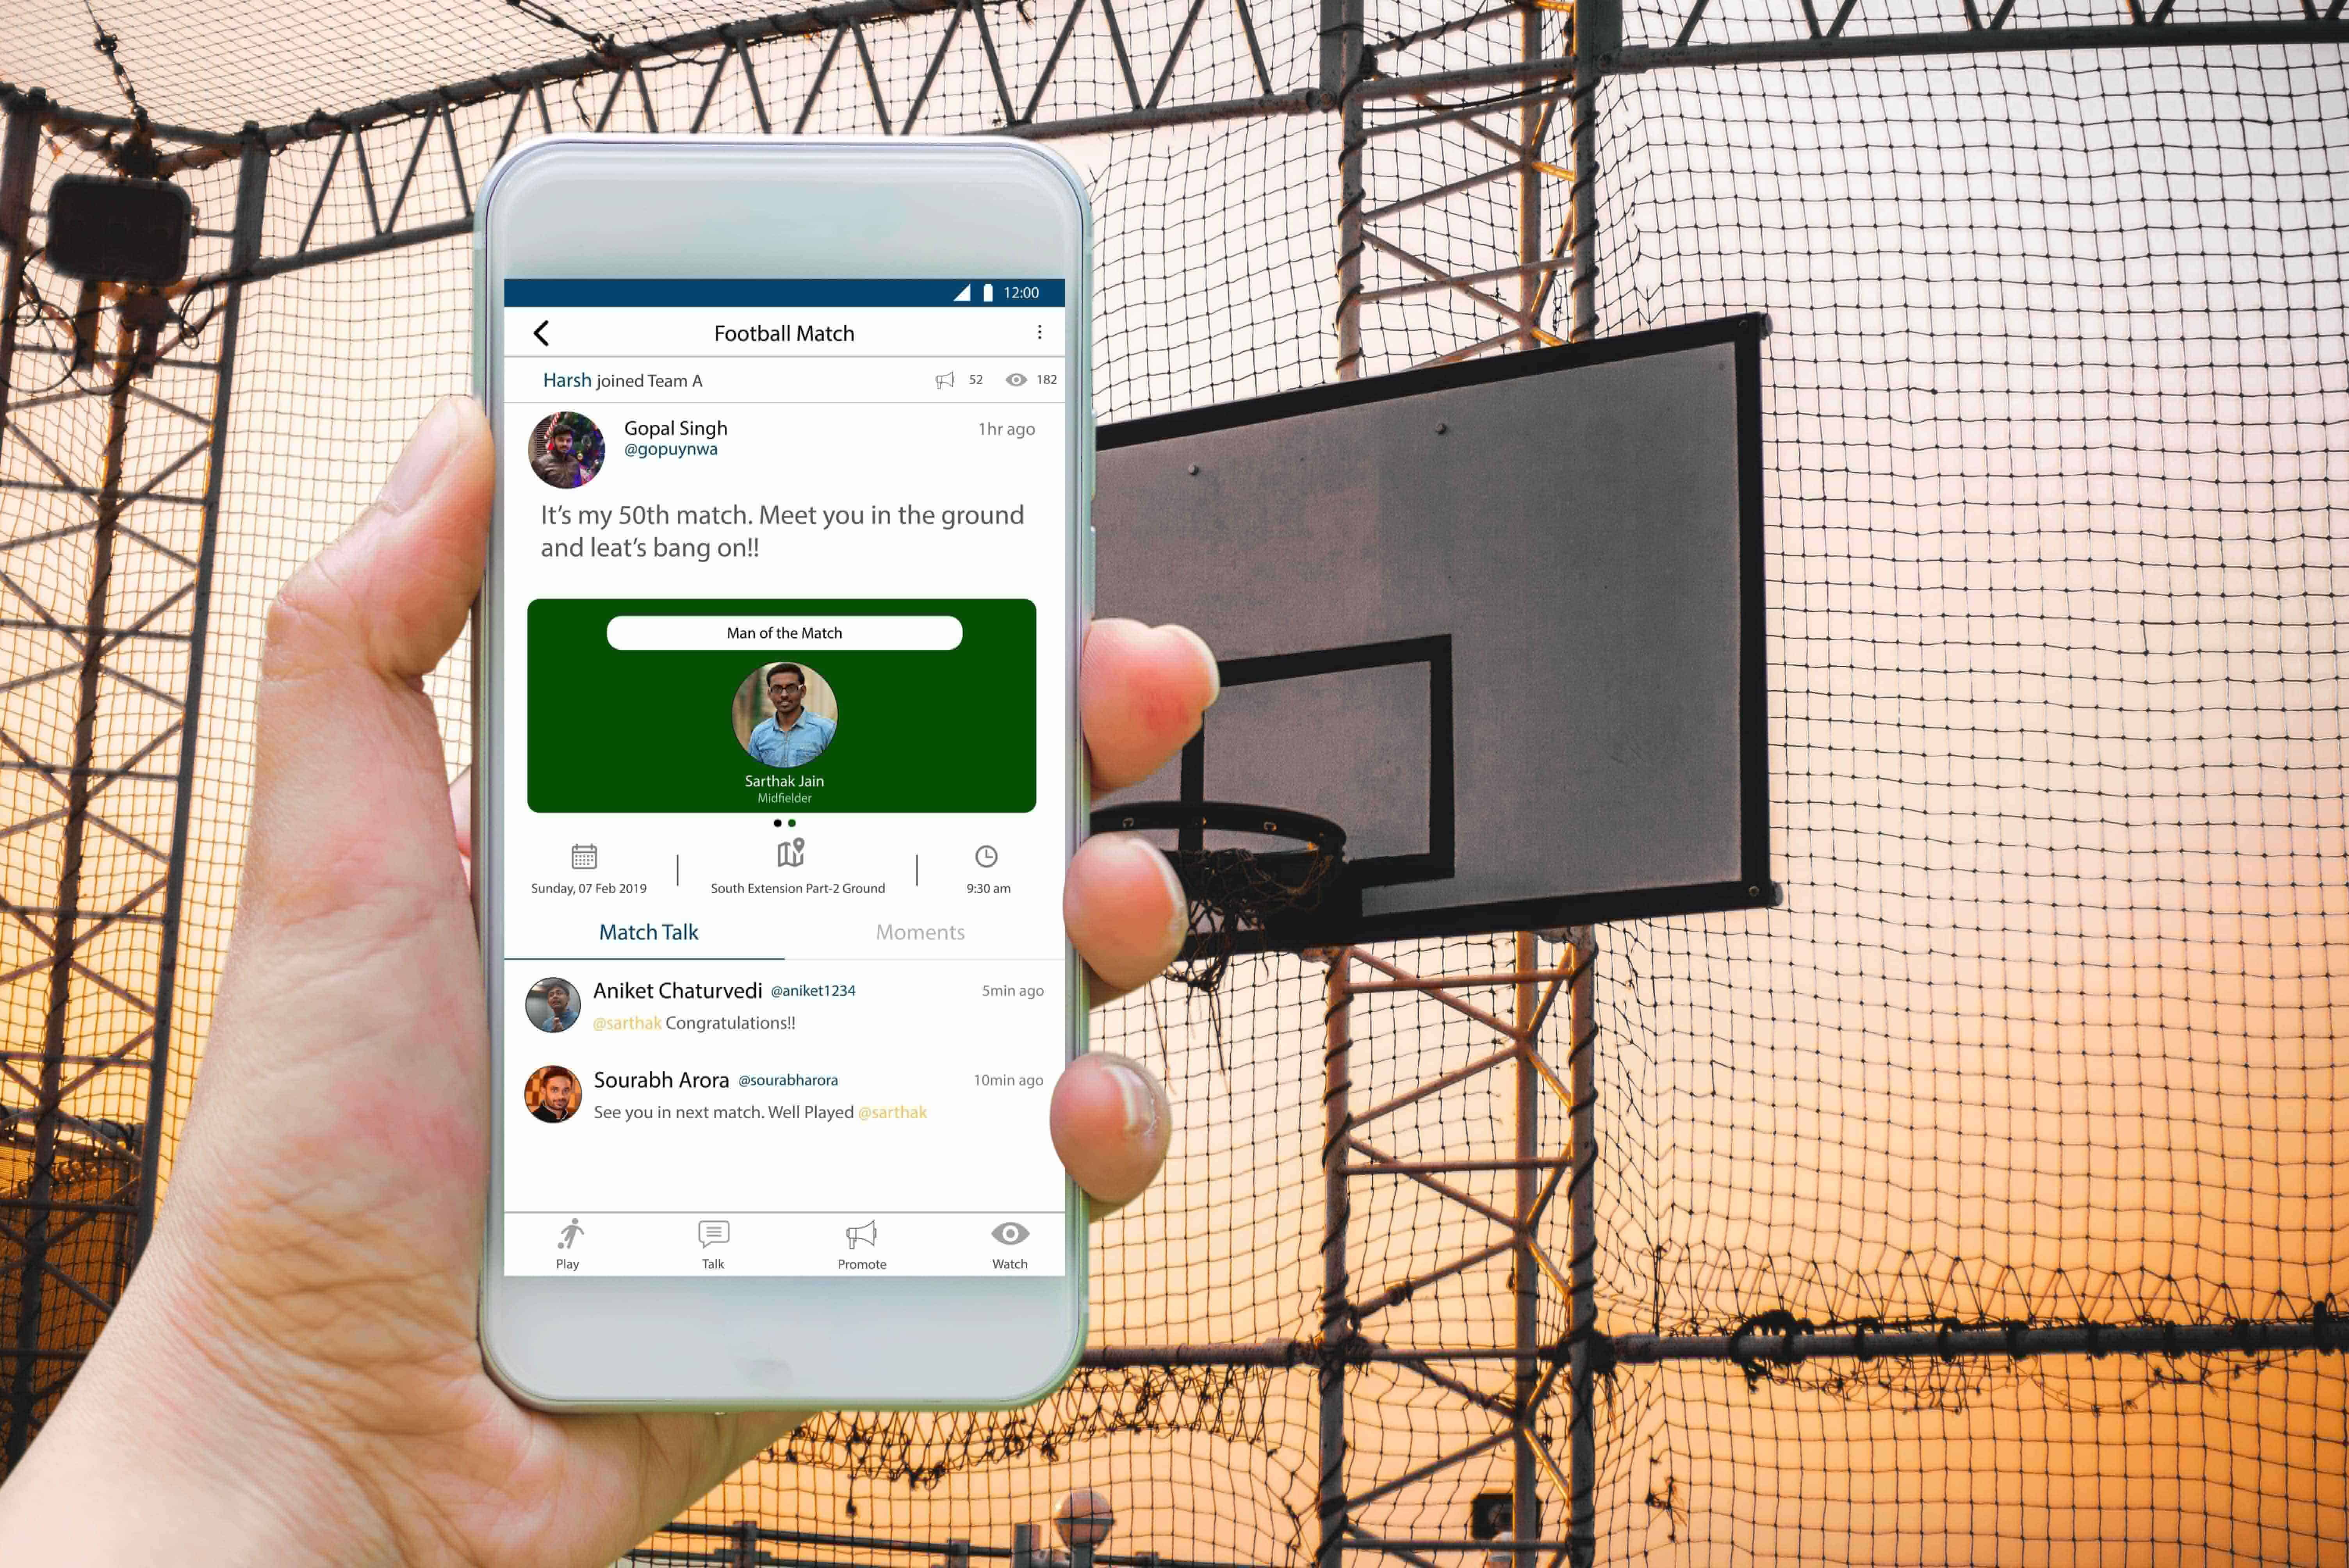 12:00
Football Match
Harsh joined Team A 52 182
Gopal Singh 1hr ago
@gopuynwa
It's my 50th match. Meet you in the ground
and leat's bang on!!
Man of the Match
Sarthak Jain
Midfielder
Sunday, 07 Feb 2019 South Extension Part-2 Ground 9:30 am
Match Talk Moments
Aniket Chaturvedi @aniket1234 5min ago
@sarthak Congratulations!!
Sourabh Arora @sourabharora 10min ago
See you in next match. Well Played @sarthak
Play Talk Promote Watch